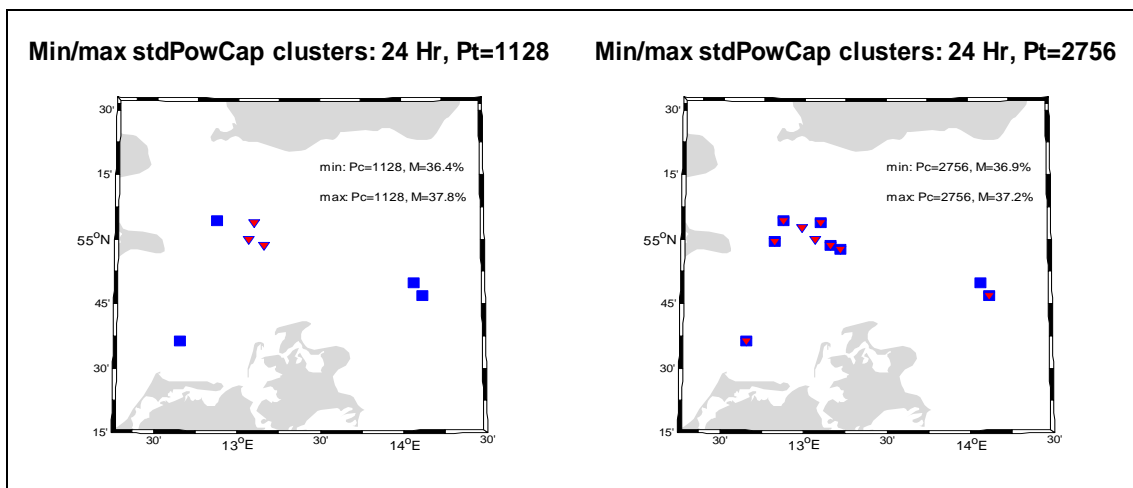 Min/max stdPowCap clusters: 24 Hr, Pt=1128
30'
15'
55°N
45'
30'
15'
min: Pc=1128, M=36.4%
max: Pc=1128, M=37.8%
30'
13°E
30'
14°E
30'
Min/max stdPowCap clusters: 24 Hr, Pt=2756
30'
15'
55°N
45'
30'
15'
min: Pc=2756, M=36.9%
max: Pc=2756, M=37.2%
30'
13°E
30'
14°E
30'